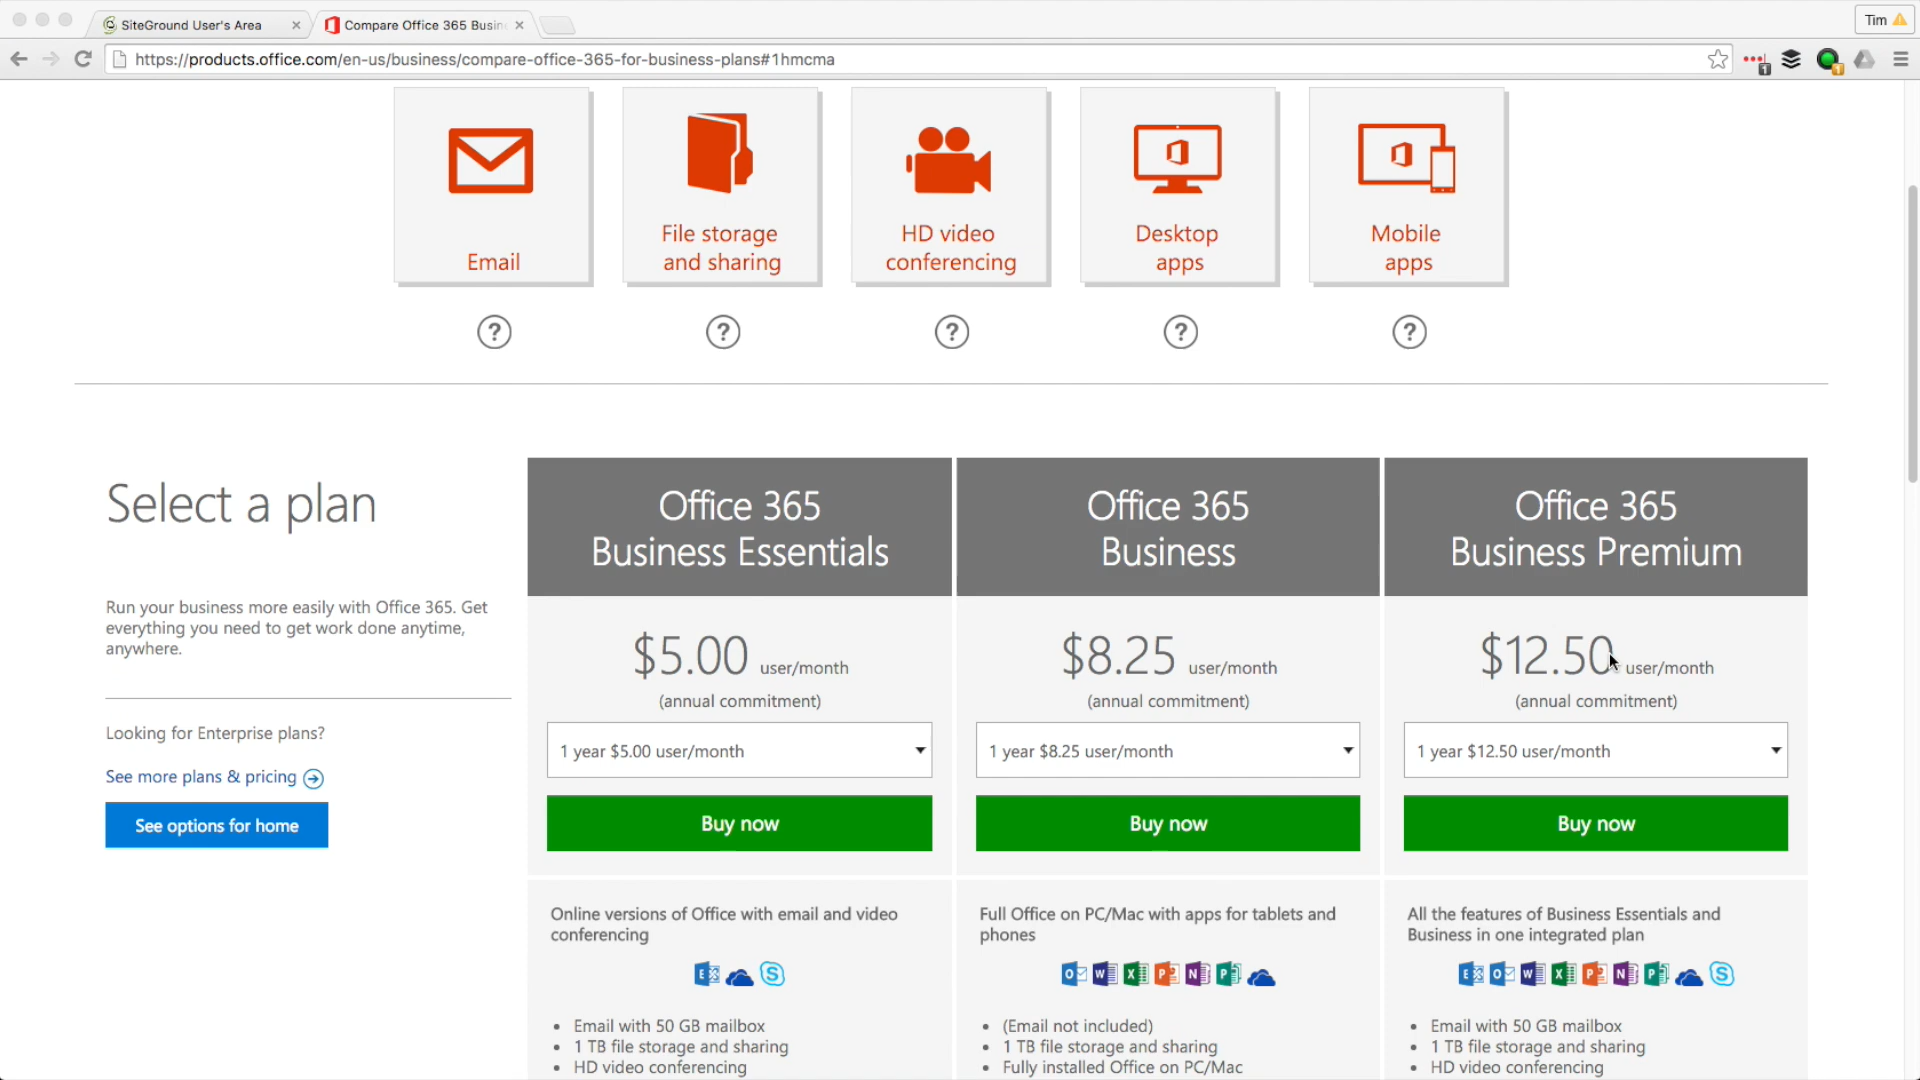 SiteGround User's Area
Compare Office 365 Busin
Tim
https://products.office.com/en-us/business/compare-office-365-for-business-plans#1hmcma
Email
File storage
and sharing
HD video
conferencing
Desktop
apps
Mobile
apps
?
?
?
?
?
Select a plan
Run your business more easily with Office 365. Get
everything you need to get work done anytime,
anywhere.
Looking for Enterprise plans?
See more plans & pricing
See options for home
Office 365
Business Essentials
$5.00 user/month
(annual commitment)
1 year $5.00 user/month
Buy now
Online versions of Office with email and video
conferencing
• Email with 50 GB mailbox
• 1 TB file storage and sharing
• HD video conferencing
Office 365
Business
$8.25 user/month
(annual commitment)
1 year $8.25 user/month
Buy now
Full Office on PC/Mac with apps for tablets and
phones
• (Email not included)
• 1 TB file storage and sharing
• Fully installed Office on PC/Mac
Office 365
Business Premium
$12.50 user/month
(annual commitment)
1 year $12.50 user/month
Buy now
All the features of Business Essentials and
Business in one integrated plan
• Email with 50 GB mailbox
• 1 TB file storage and sharing
• HD video conferencing